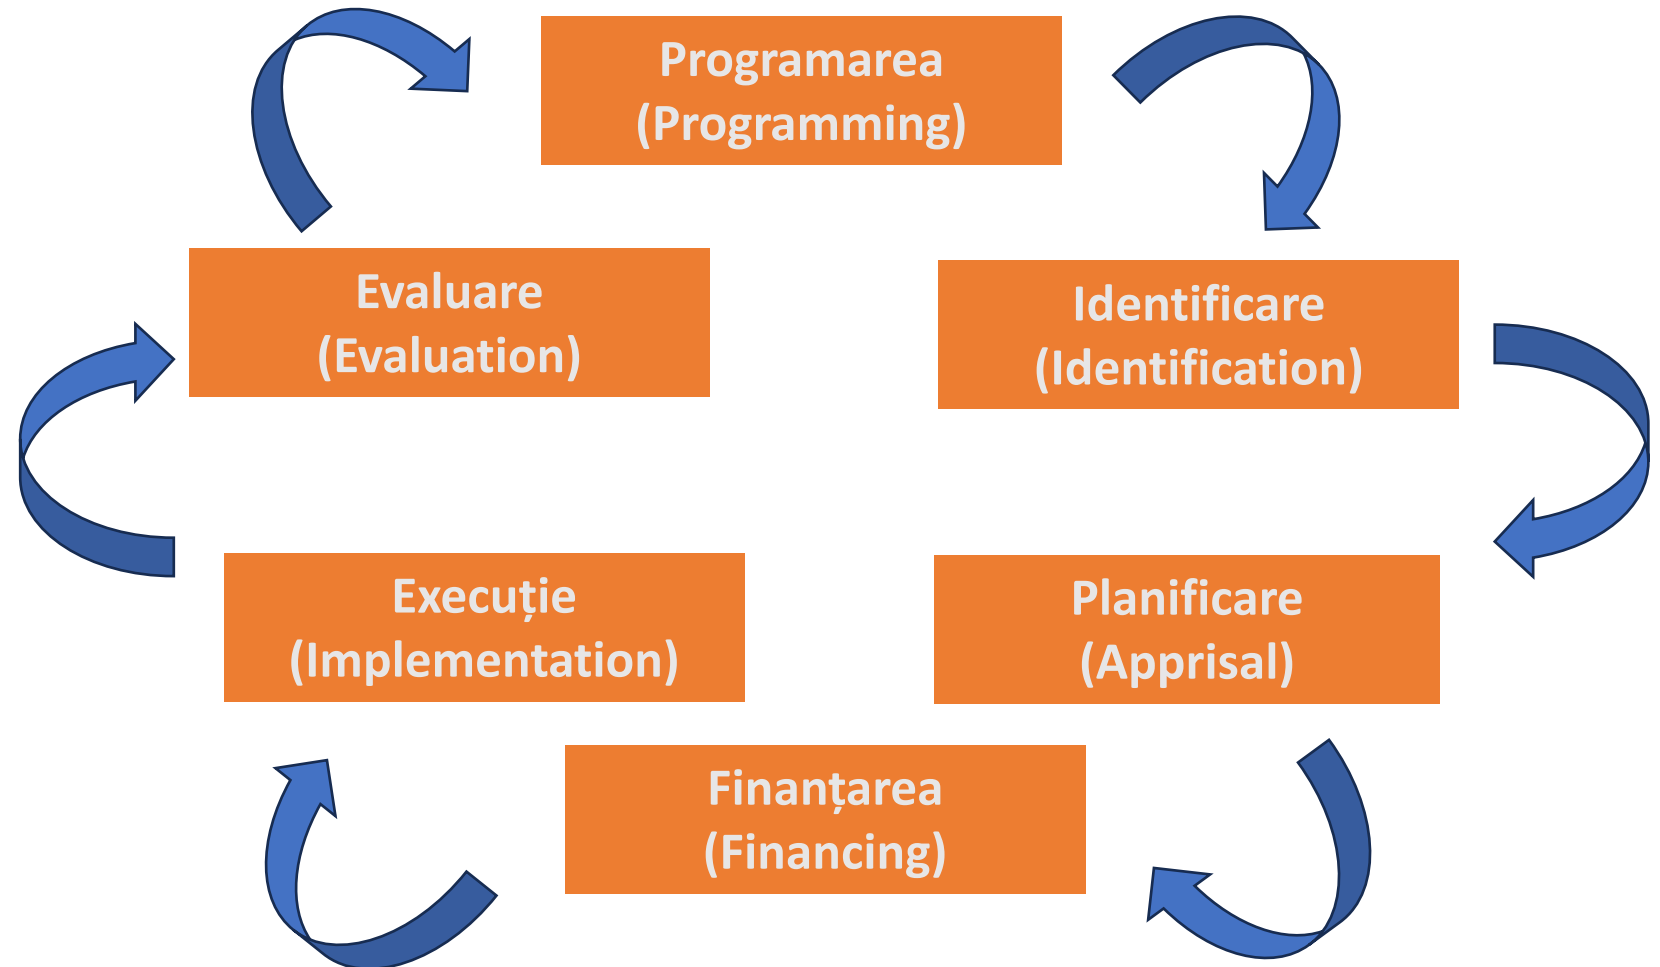 Programarea
(Programming)
Identificare
(Identification)
Planificare
(Apprisal)
Finanțarea
(Financing)
Execuție
(Implementation)
Evaluare
(Evaluation)